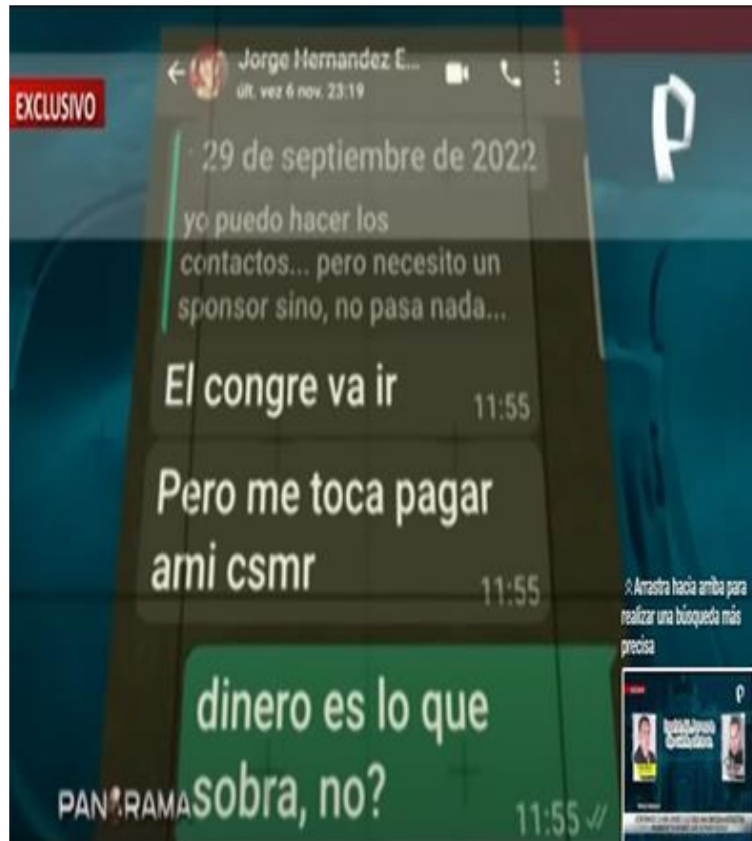 EXCLUSIVO
Jorge Hernandez E...
últ. vez 6 nov. 23:19
29 de septiembre de 2022
yo puedo hacer los
contactos... pero necesito un
sponsor sino, no pasa nada...
El congre va ir
11:55
Pero me toca pagar
ami csmr
11:55
Arrastra hacia arriba para
realizar una búsqueda más
precisa
dinero es lo que
sobra, no?
11:55
PANORAMA